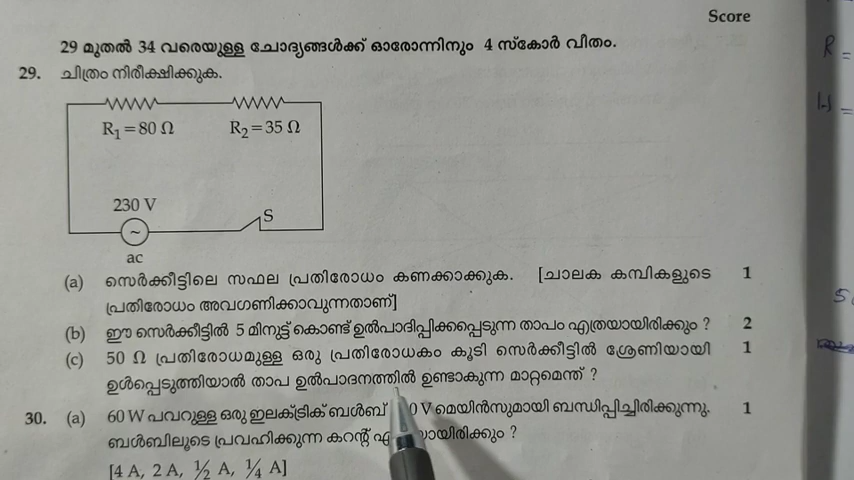 Score
29 മുതൽ 34 വരെയുള്ള ചോദ്യങ്ങൾക്ക് ഓരോന്നിനും 4 സ്കോർ വീതം.
29. ചിത്രം നിരീക്ഷിക്കുക.
R₁=80 Ω R₂=35 Ω
230 V
S
~
ac
(a) സെർക്കീട്ടിലെ സഫല പ്രതിരോധം കണക്കാക്കുക. [ചാലക കമ്പികളുടെ 1
പ്രതിരോധം അവഗണിക്കാവുന്നതാണ്]
(b) ഈ സെർക്കീട്ടിൽ 5 മിനുട്ട് കൊണ്ട് ഉൽപാദിപ്പിക്കപ്പെടുന്ന താപം എത്രയായിരിക്കും ? 2
(c) 50 Ω പ്രതിരോധമുള്ള ഒരു പ്രതിരോധകം കൂടി സെർക്കീട്ടിൽ ശ്രേണിയായി 1
ഉൾപ്പെടുത്തിയാൽ താപ ഉൽപാദനത്തിൽ ഉണ്ടാകുന്ന മാറ്റമെന്ത് ?
30. (a) 60 W പവറുള്ള ഒരു ഇലക്ട്രിക് ബൾബ് 0 V മെയിൻസുമായി ബന്ധിപ്പിച്ചിരിക്കുന്നു. 1
ബൾബിലൂടെ പ്രവഹിക്കുന്ന കറന്റ് ?
[4 A, 2 A, ½ A, ¼ A]
R =
H =